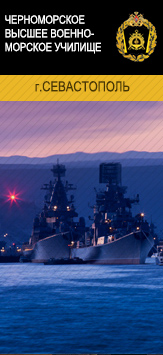 ЧЕРНОМОРСКОЕ
ВЫСШЕЕ ВОЕННО-
МОРСКОЕ УЧИЛИЩЕ
г.СЕВАСТОПОЛЬ